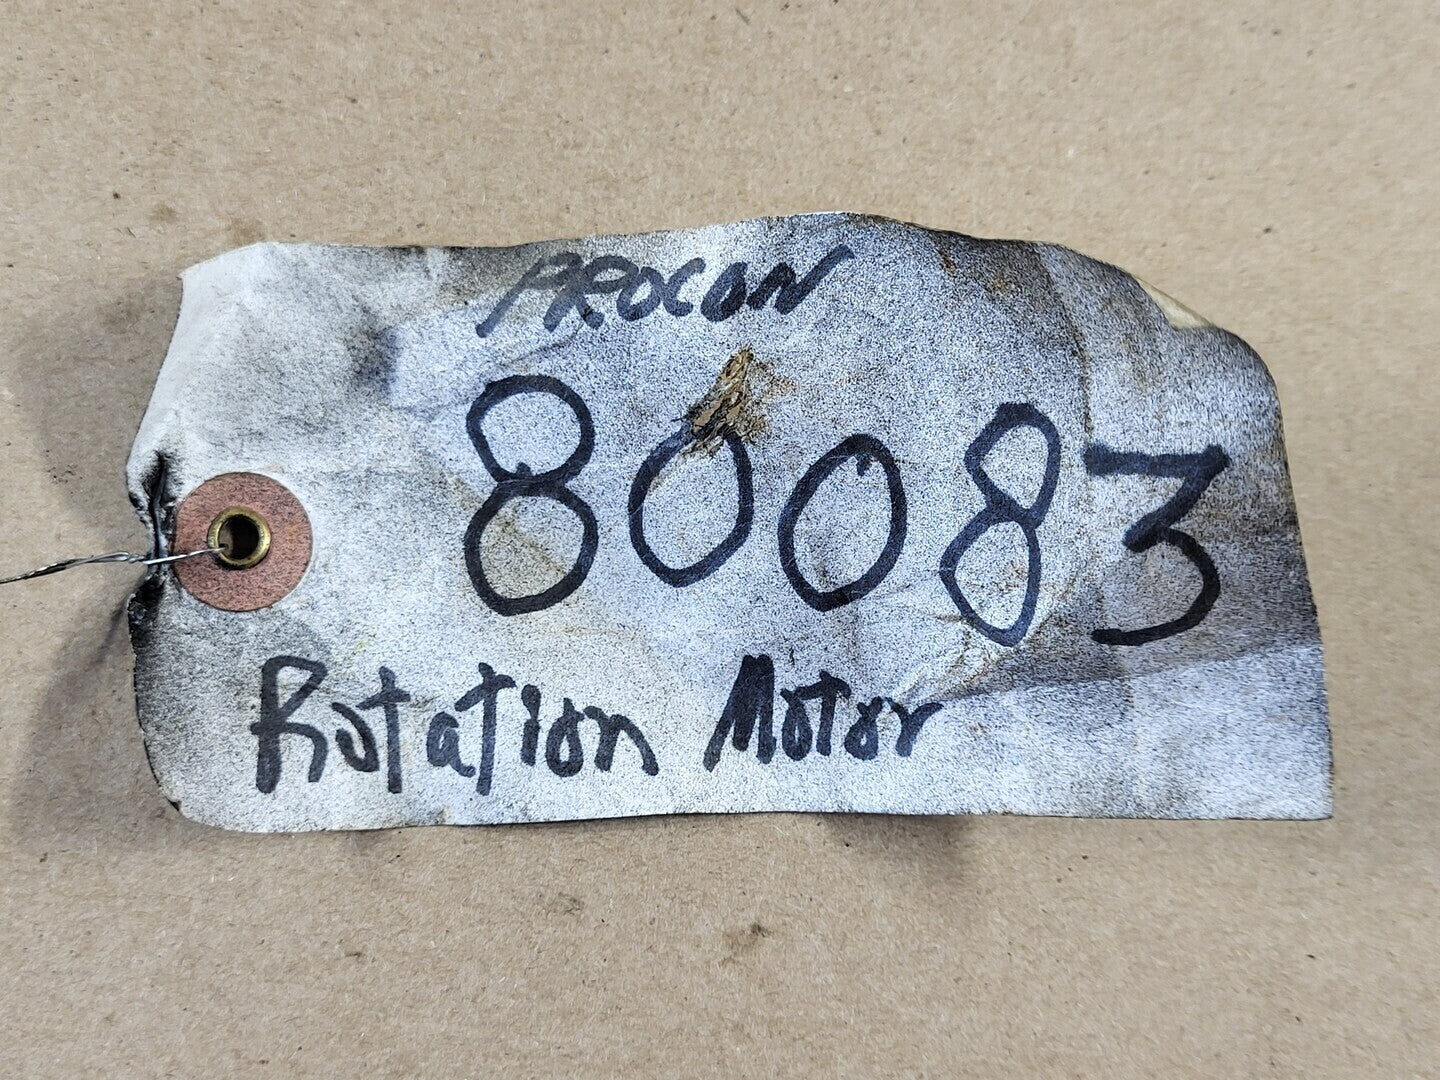 PROCON
80083
Rotation Motor